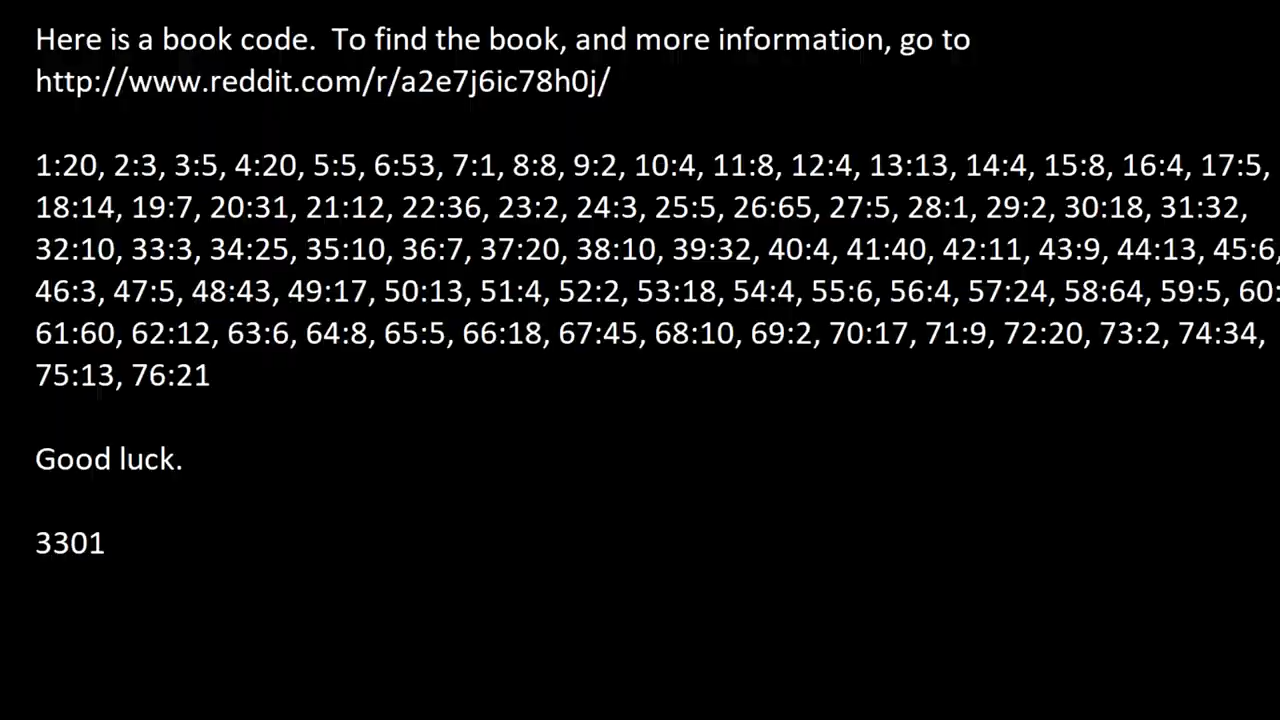 Here is a book code.  To find the book, and more information, go to
http://www.reddit.com/r/a2e7j6ic78h0j/
1:20, 2:3, 3:5, 4:20, 5:5, 6:53, 7:1, 8:8, 9:2, 10:4, 11:8, 12:4, 13:13, 14:4, 15:8, 16:4, 17:5,
18:14, 19:7, 20:31, 21:12, 22:36, 23:2, 24:3, 25:5, 26:65, 27:5, 28:1, 29:2, 30:18, 31:32,
32:10, 33:3, 34:25, 35:10, 36:7, 37:20, 38:10, 39:32, 40:4, 41:40, 42:11, 43:9, 44:13, 45:6,
46:3, 47:5, 48:43, 49:17, 50:13, 51:4, 52:2, 53:18, 54:4, 55:6, 56:4, 57:24, 58:64, 59:5, 60:
61:60, 62:12, 63:6, 64:8, 65:5, 66:18, 67:45, 68:10, 69:2, 70:17, 71:9, 72:20, 73:2, 74:34,
75:13, 76:21
Good luck.
3301